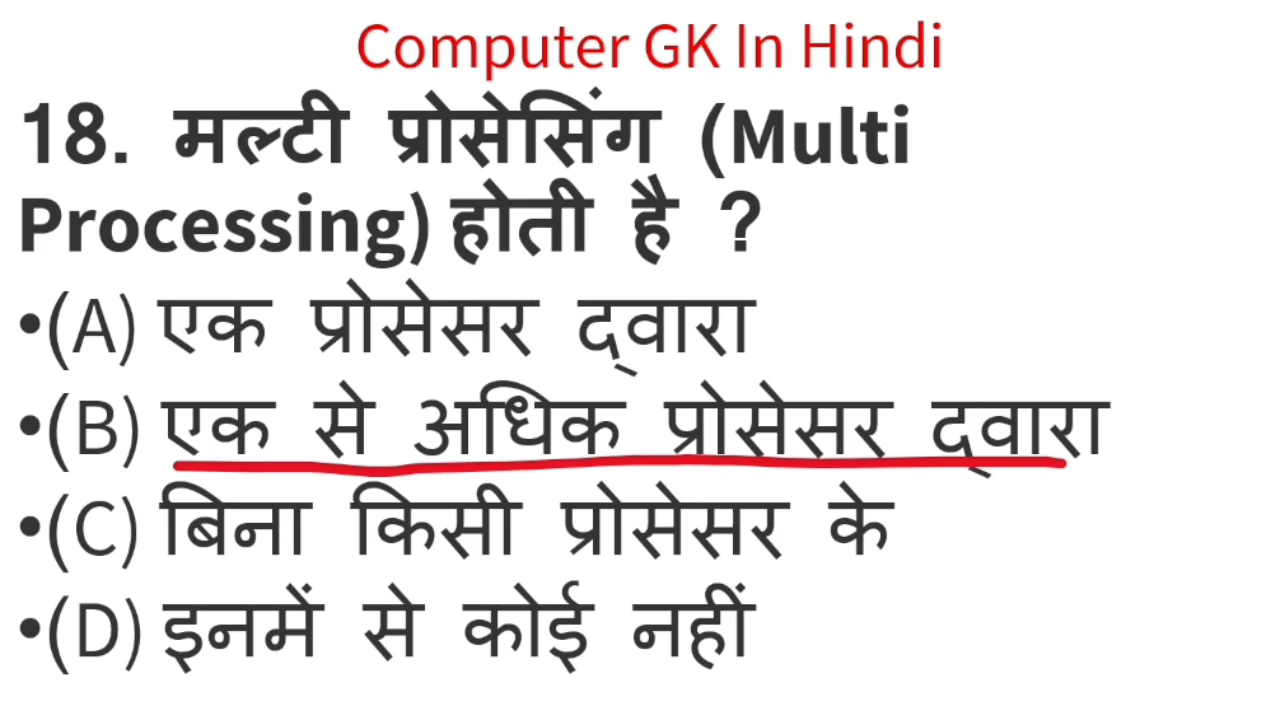 Computer GK In Hindi
18. मल्टी प्रोसेसिंग (Multi
Processing) होती है ?
•(A) एक प्रोसेसर द्वारा
•(B) एक से अधिक प्रोसेसर द्वारा
•(C) बिना किसी प्रोसेसर के
•(D) इनमें से कोई नहीं